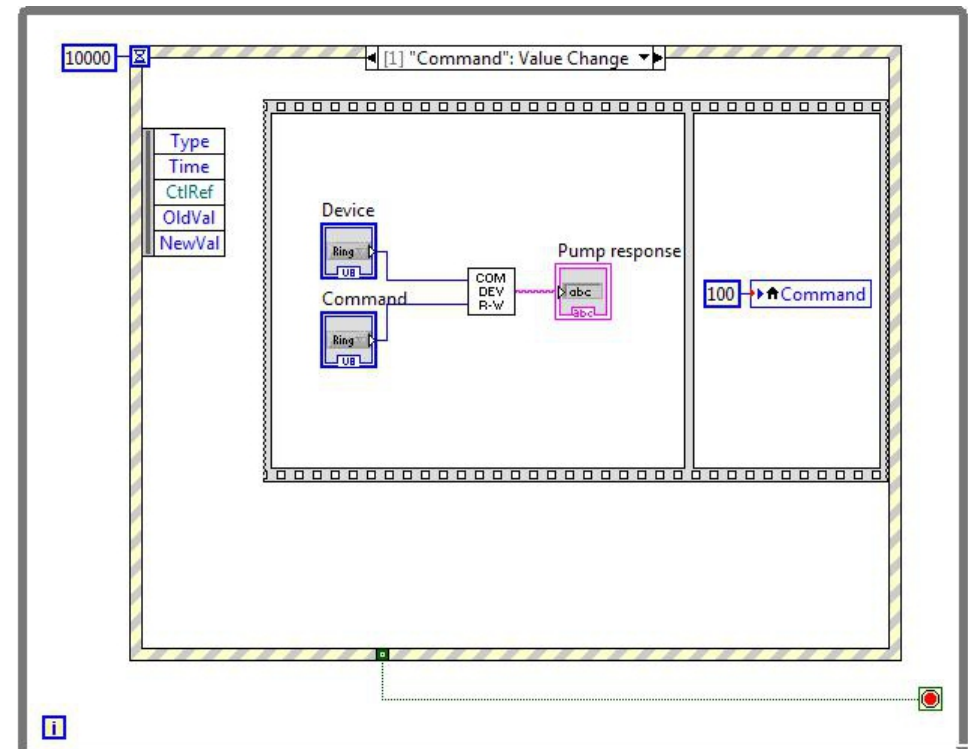 10000
[1] "Command": Value Change
Type
Time
CtlRef
OldVal
NewVal
Device
Ring
U8
Command
Ring
U8
COM
DEV
R-W
Pump response
abc
abc
100
Command
i